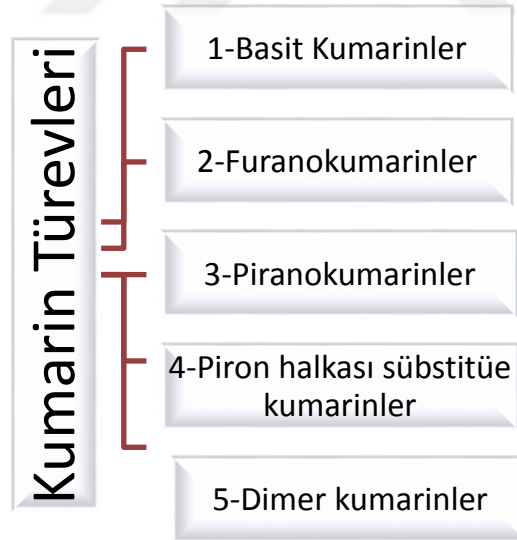 Kumarin Türevleri
1-Basit Kumarinler
2-Furanokumarinler
3-Piranokumarinler
4-Piron halkası sübstitüe
kumarinler
5-Dimer kumarinler